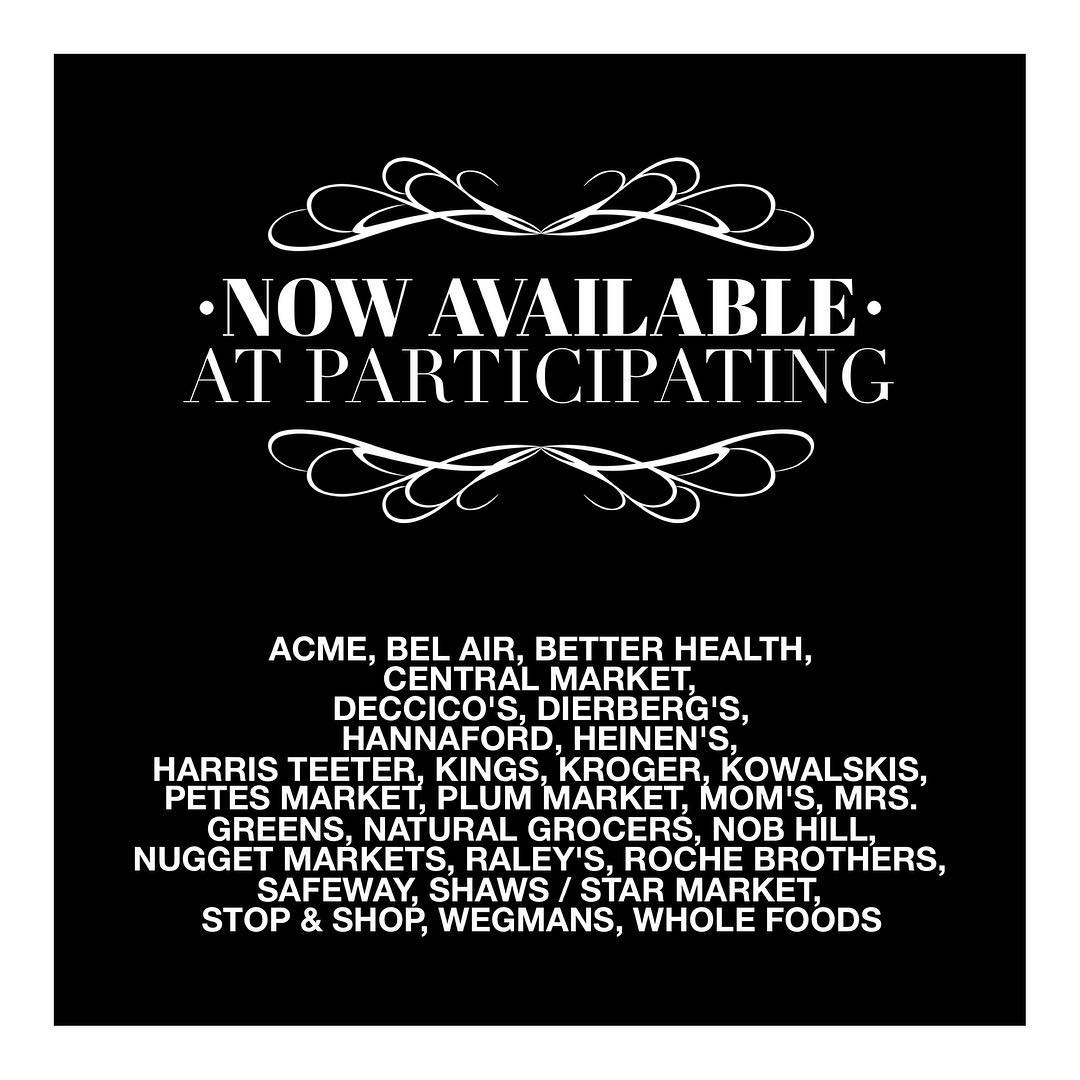 •NOW AVAILABLE•
AT PARTICIPATING
ACME, BEL AIR, BETTER HEALTH,
CENTRAL MARKET,
DECCICO'S, DIERBERG'S,
HANNAFORD, HEINEN'S,
HARRIS TEETER, KINGS, KROGER, KOWALSKIS,
PETES MARKET, PLUM MARKET, MOM'S, MRS.
GREENS, NATURAL GROCERS, NOB HILL,
NUGGET MARKETS, RALEY'S, ROCHE BROTHERS,
SAFEWAY, SHAWS / STAR MARKET,
STOP & SHOP, WEGMANS, WHOLE FOODS